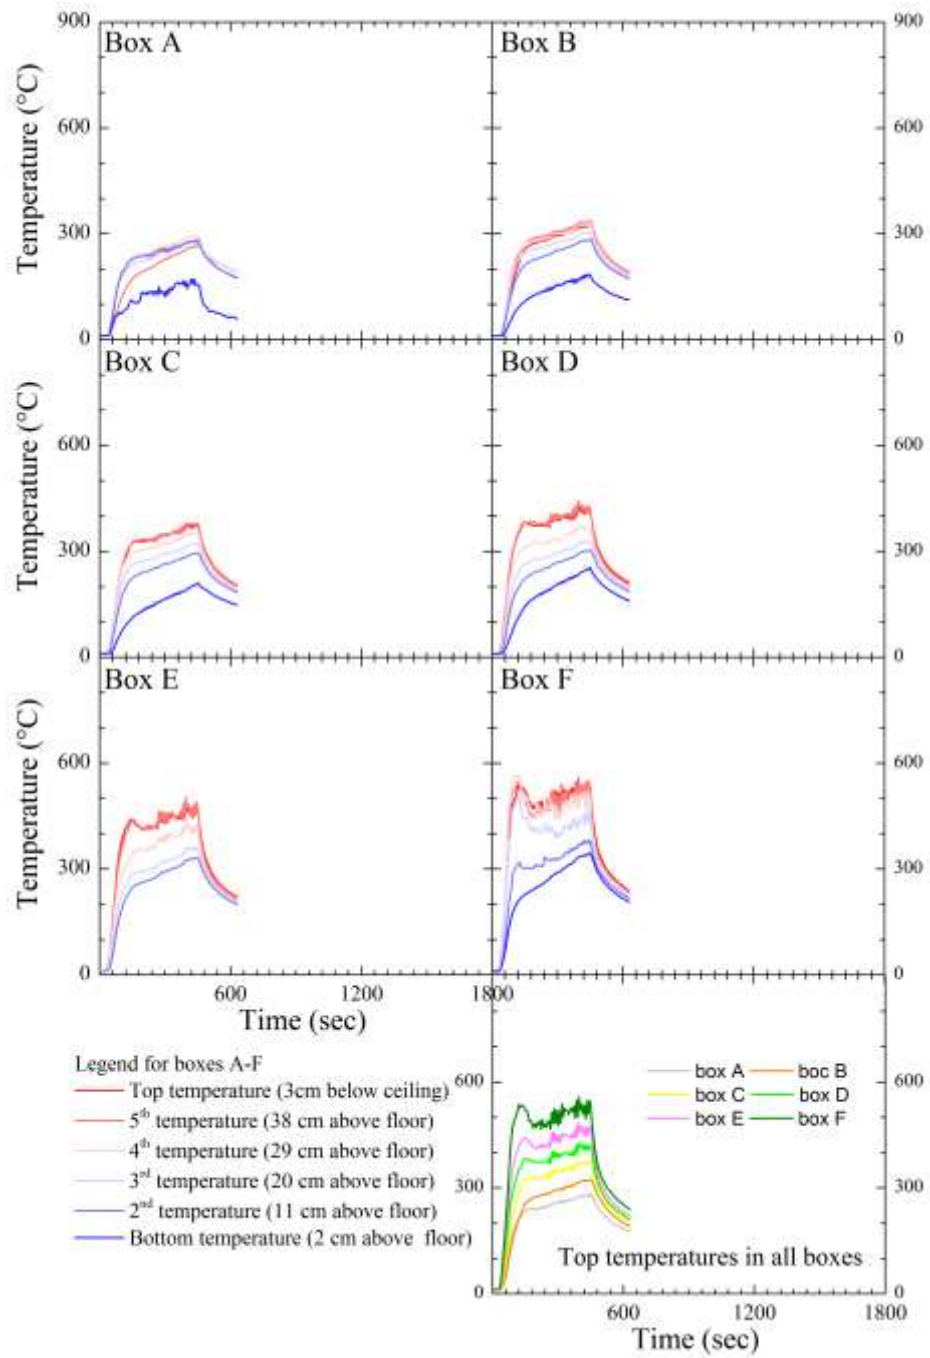 900
Box A
Box B
900
Temperature (°C)
600
600
300
300
0
0
Box C
Box D
Temperature (°C)
600
600
300
300
0
0
Box E
Box F
Temperature (°C)
600
600
300
300
0
0
600
1200
1800
Time (sec)
Legend for boxes A-F
Top temperature (3cm below ceiling)
5th temperature (38 cm above floor)
4th temperature (29 cm above floor)
3rd temperature (20 cm above floor)
2nd temperature (11 cm above floor)
Bottom temperature (2 cm above floor)
box A
boc B
box C
box D
box E
box F
600
600
300
300
Top temperatures in all boxes
0
0
600
1200
1800
Time (sec)